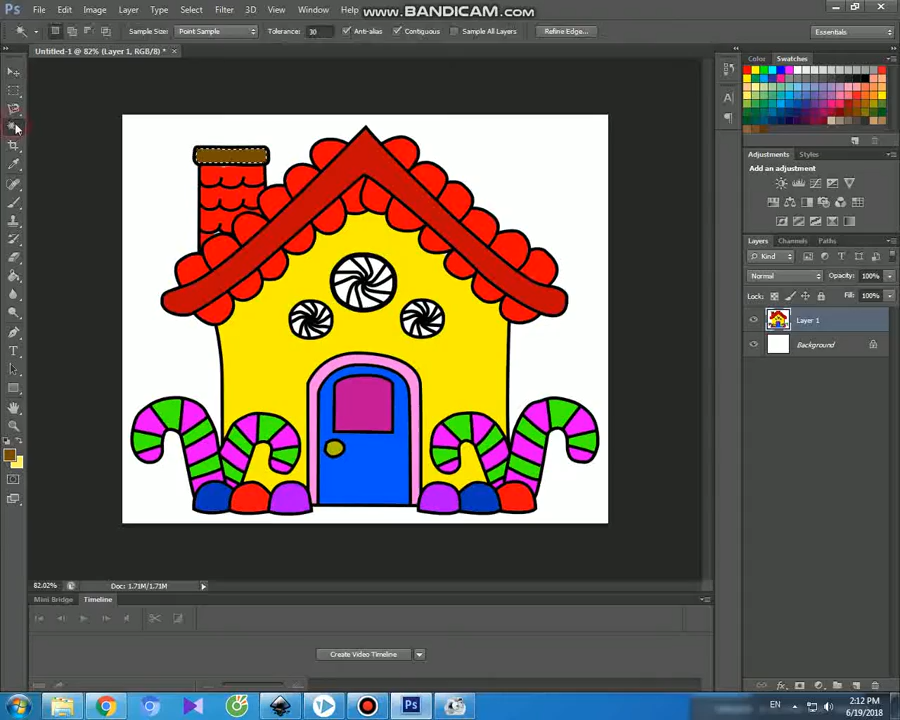 Ps File Edit Image Layer Type Select Filter 3D View Window Help www.BANDICAM.com
Sample Size: Point Sample Tolerance: 30 Anti-alias Contiguous Sample All Layers Refine Edge... Essentials
Untitled-1 @ 82% (Layer 1, RGB/8) * ×
Color Swatches
Adjustments Styles
Add an adjustment
Layers Channels Paths
Kind
Normal Opacity: 100%
Lock: Fill: 100%
Layer 1
Background
82.02% Doc: 1.71M/1.71M
Mini Bridge Timeline
Create Video Timeline
Ps EN 2:12 PM
6/19/2018